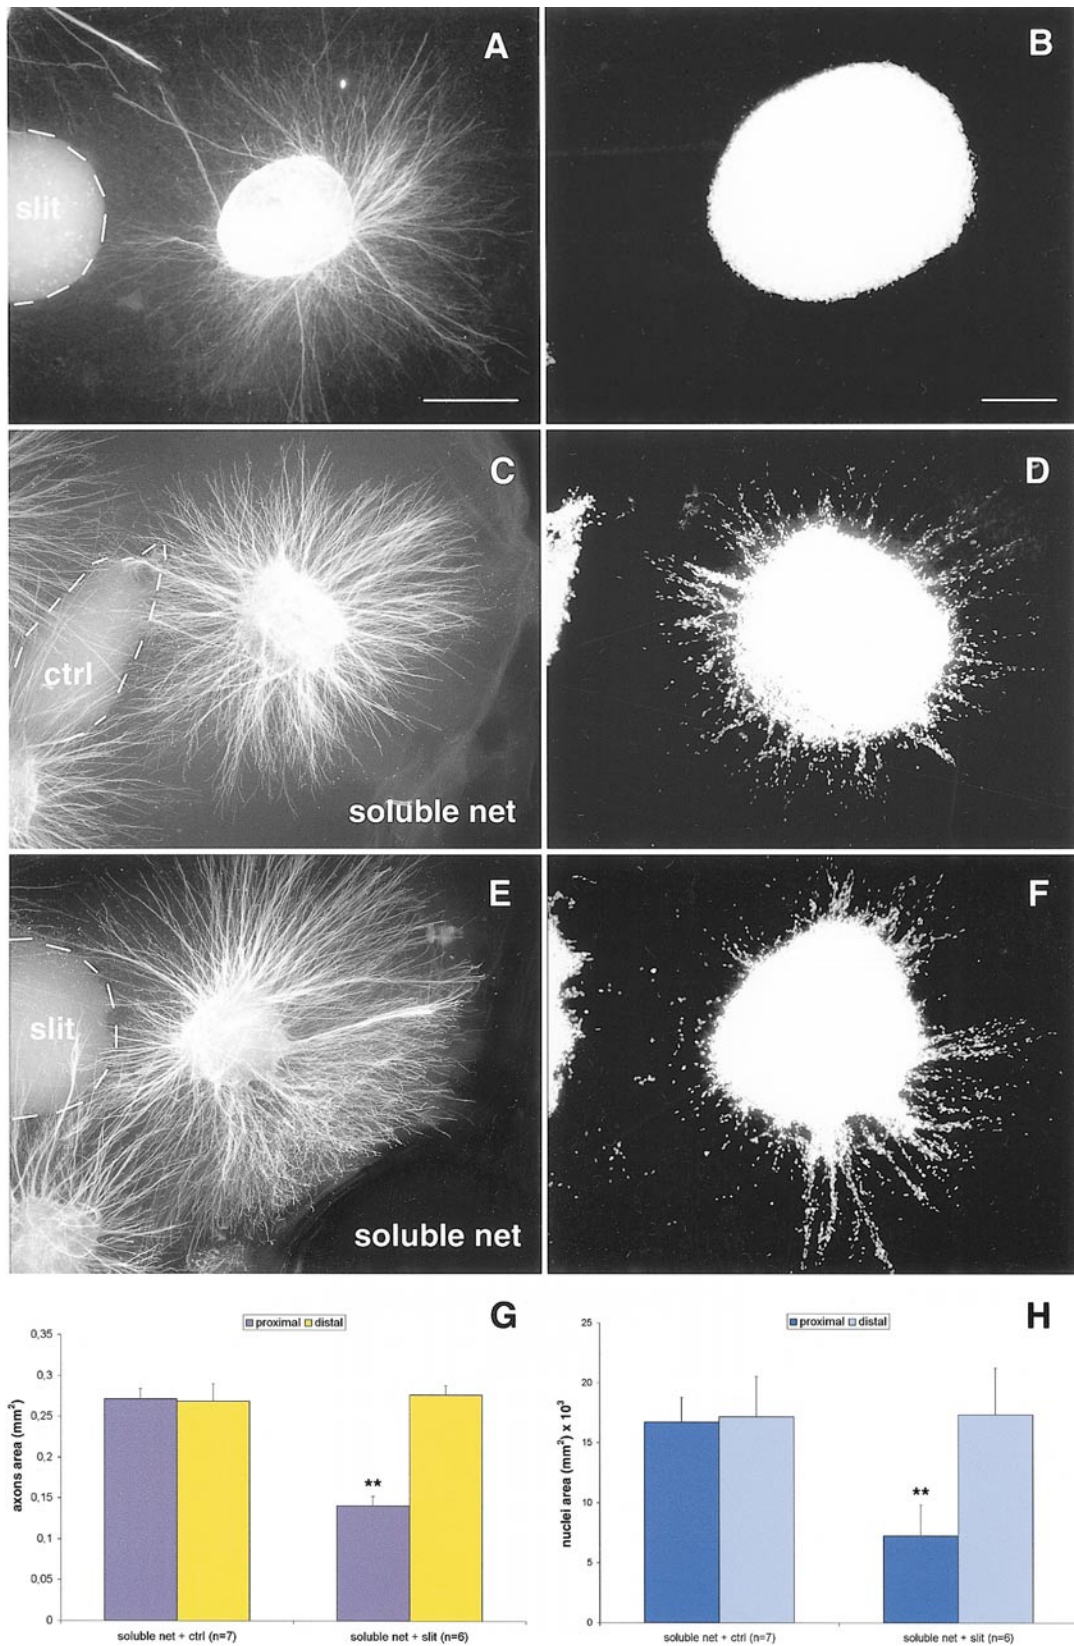 A
B
slit
C
D
ctrl
soluble net
E
F
slit
soluble net
G
proximal distal
0,35
0,3
0,25
0,2
0,15
0,1
0,05
0
axons area (mm²)
**
soluble net + ctrl (n=7)
soluble net + slit (n=6)
H
proximal distal
25
20
15
10
5
0
nuclei area (mm²) x 10³
**
soluble net + ctrl (n=7)
soluble net + slit (n=6)